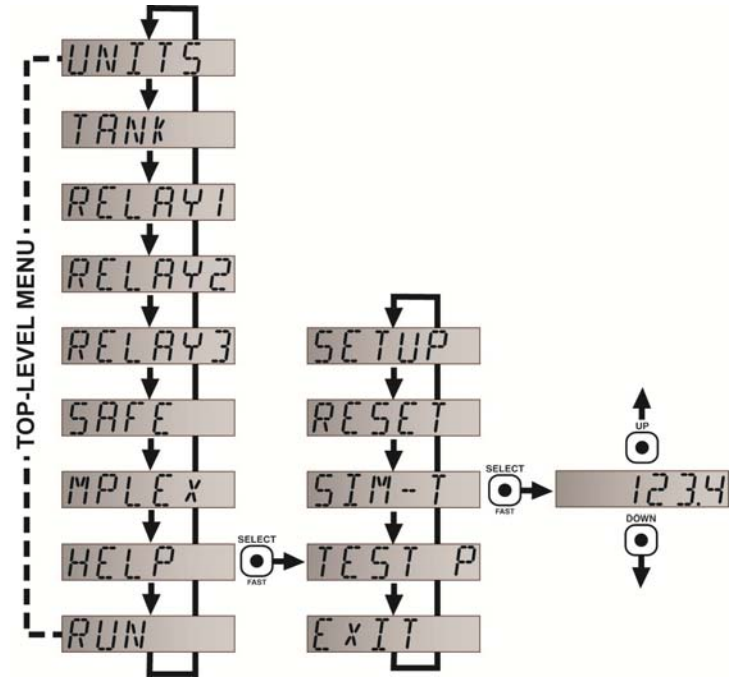 UNITS
TANK
RELAY1
RELAY2
RELAY3
SAFE
MPLEX
HELP
RUN
TOP-LEVEL MENU
SELECT
FAST
SETUP
RESET
SIM-T
TEST P
EXIT
SELECT
FAST
UP
123.4
DOWN